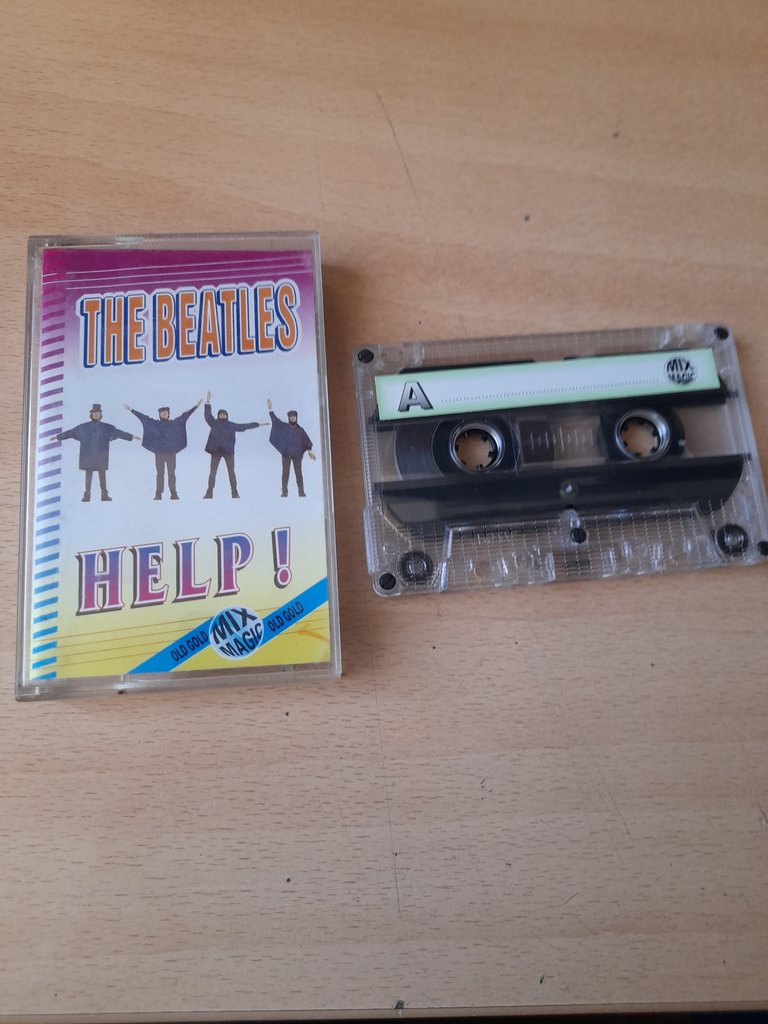 THE BEATLES
HELP!
OLD GOLD MIX MAGIC OLD GOLD
A
MIX MAGIC